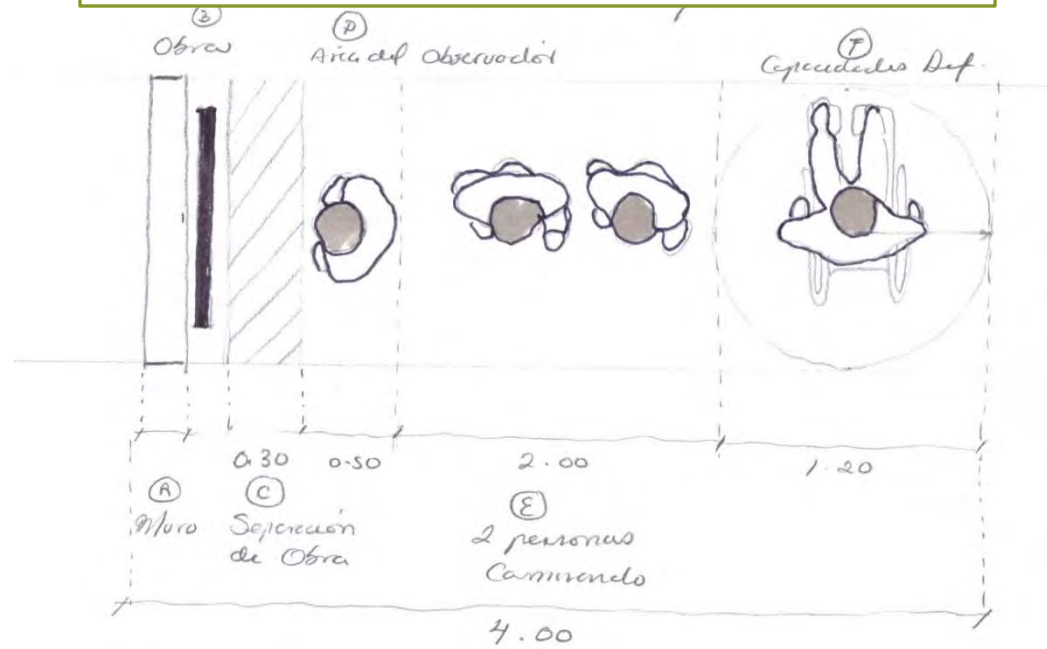 B
Obras
D
Area del Observador
F
Capacidades Dif.
0.30
0.50
2.00
1.20
A
Muro
C
Separación
de Obra
E
2 personas
Caminando
4.00